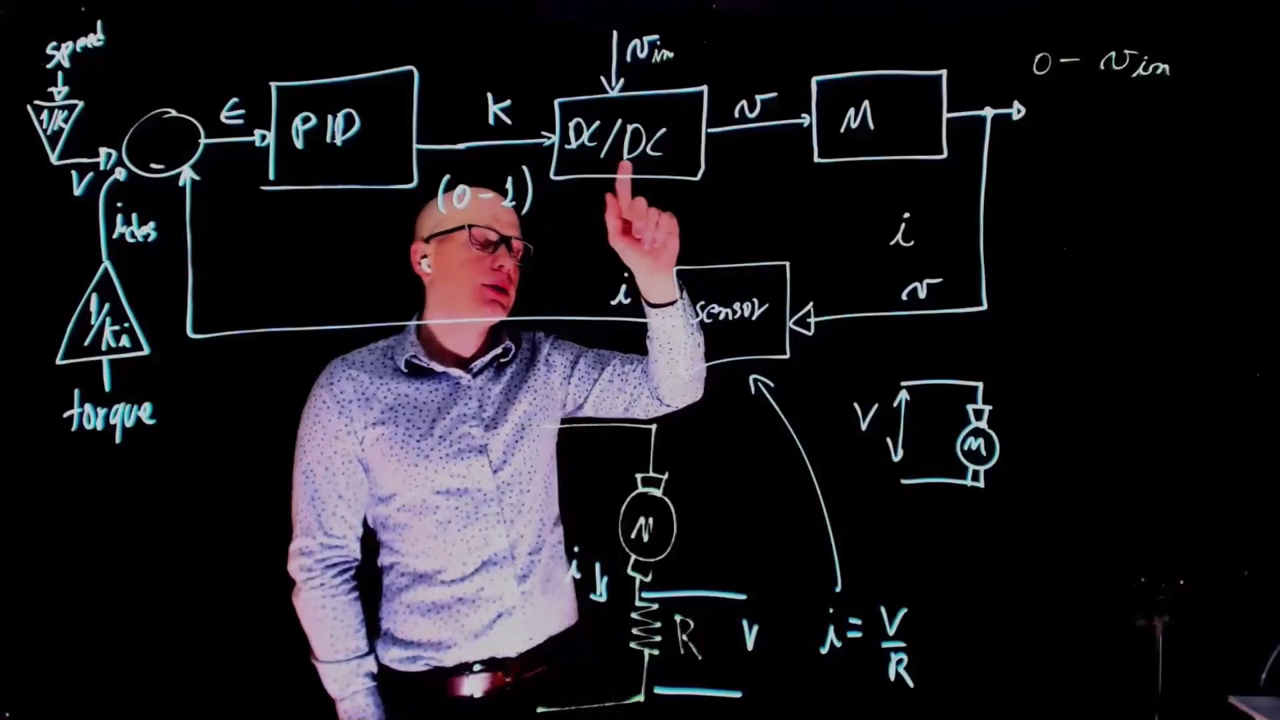 speed
1/K
V
ε
PID
K
(0-1)
vin
DC/DC
v
M
0 - vin
ides
1/Ki
torque
i
sensor
i
v
V
M
M
i
R
V
i = V/R